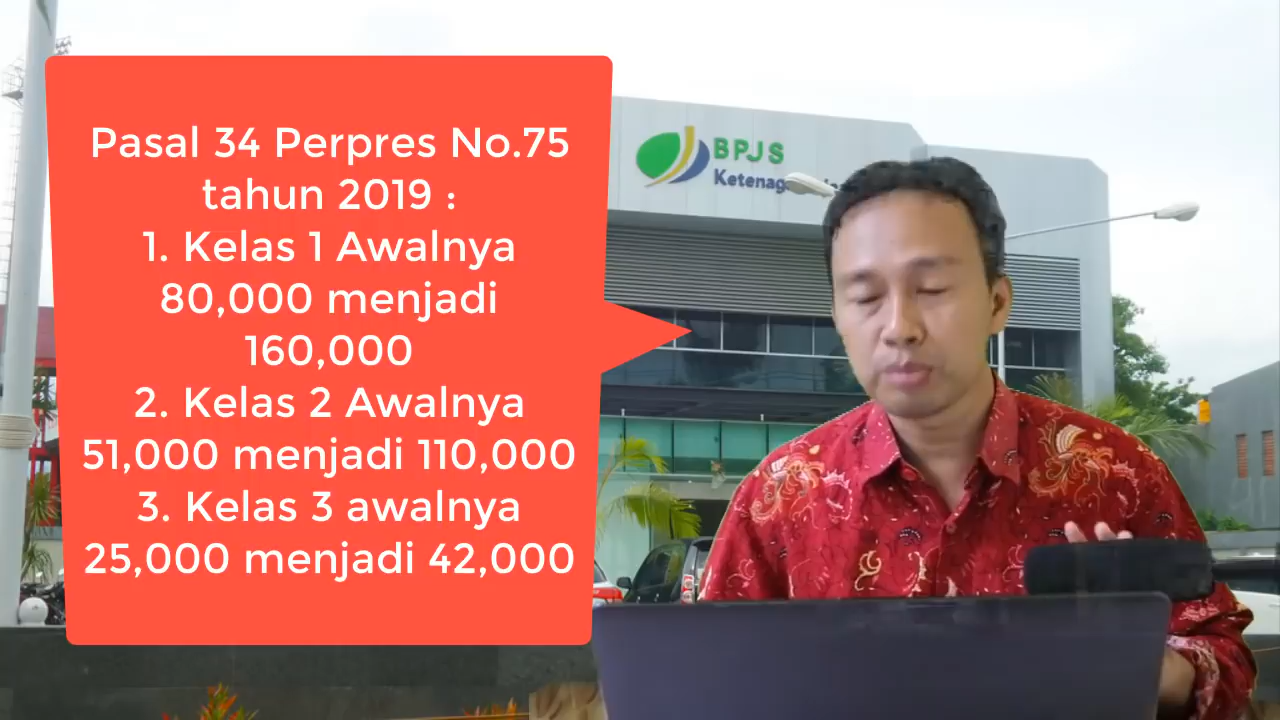 Pasal 34 Perpres No.75
tahun 2019 :
1. Kelas 1 Awalnya
80,000 menjadi
160,000
2. Kelas 2 Awalnya
51,000 menjadi 110,000
3. Kelas 3 awalnya
25,000 menjadi 42,000
BPJS